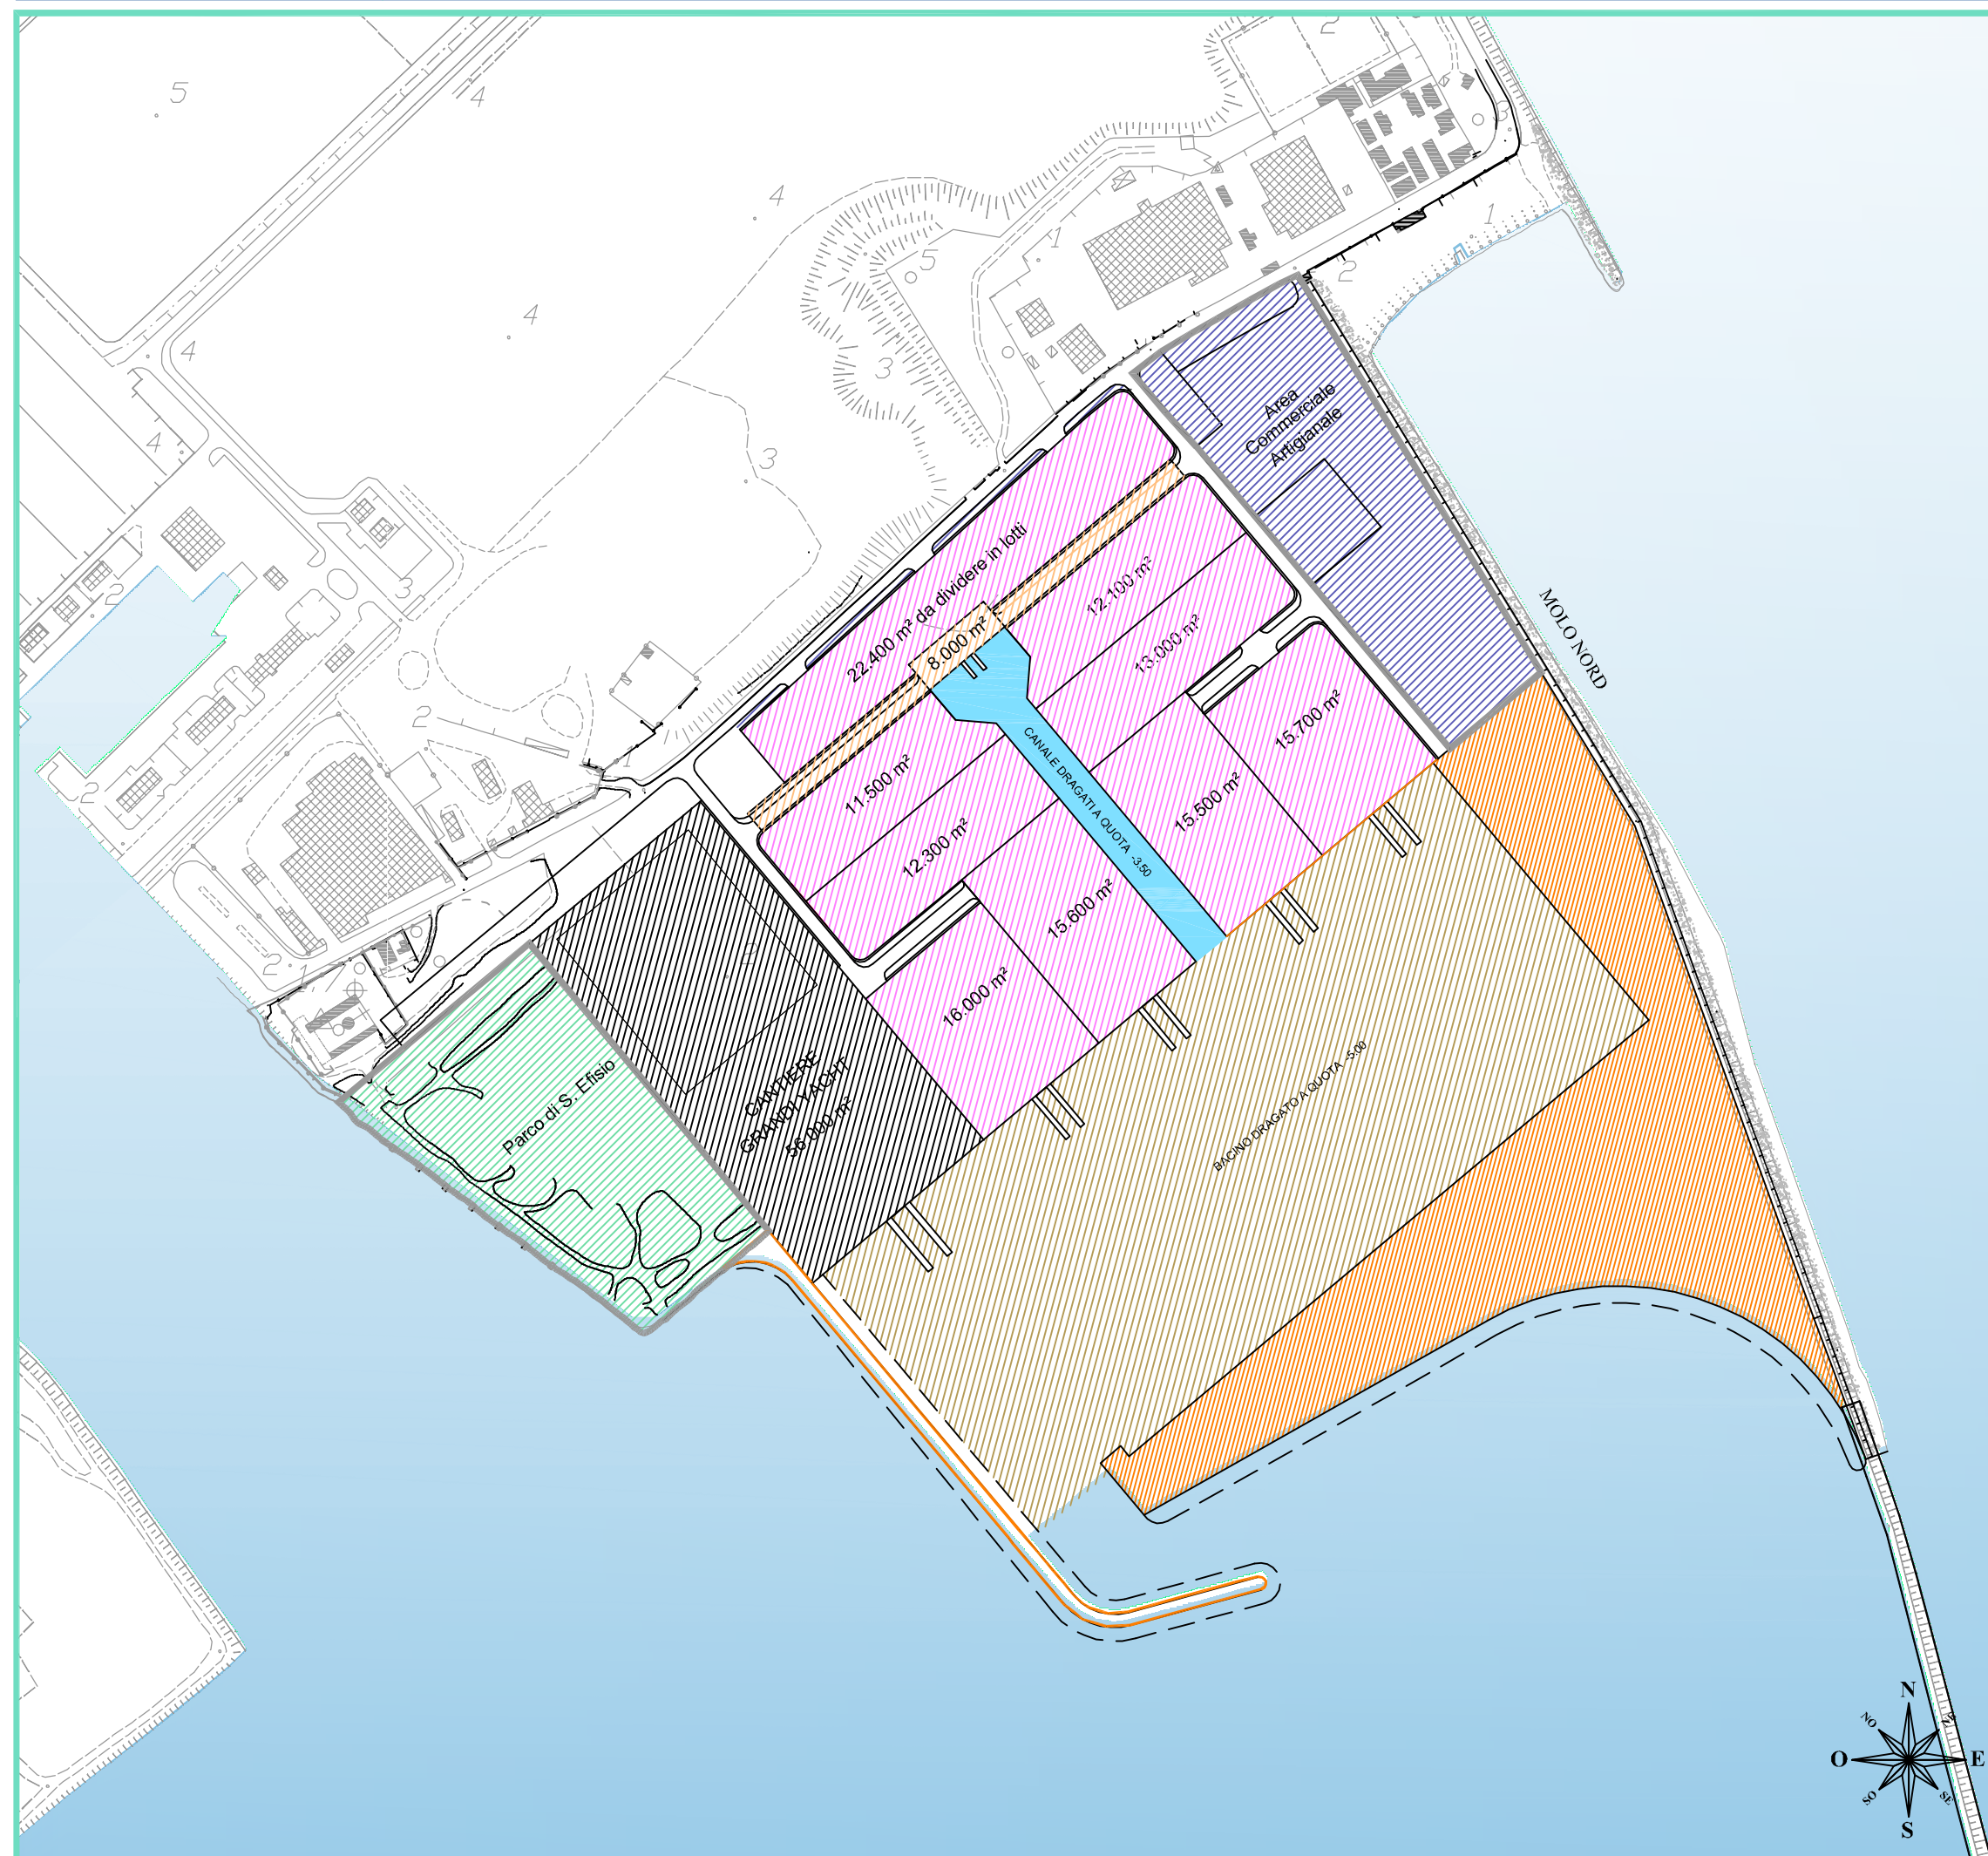 5
4
2
3
4
1
1
5
2
4
4
3
Area
Commerciale
Artigianale
4
3
22.400 m² da dividere in lotti
12.100 m²
2
3
8.000 m²
13.000 m²
MOLO NORD
2
1
15.700 m²
CANALE DRAGATI A QUOTA -3.50
11.500 m²
2
15.500 m²
12.300 m²
15.600 m²
2
2
1
16.000 m²
Parco di S. Efisio
CANTIERE
GRANDI YACHT
56.000 m²
BACINO DRAGATO A QUOTA -5.00
N
NO
NE
O
E
SO
SE
S